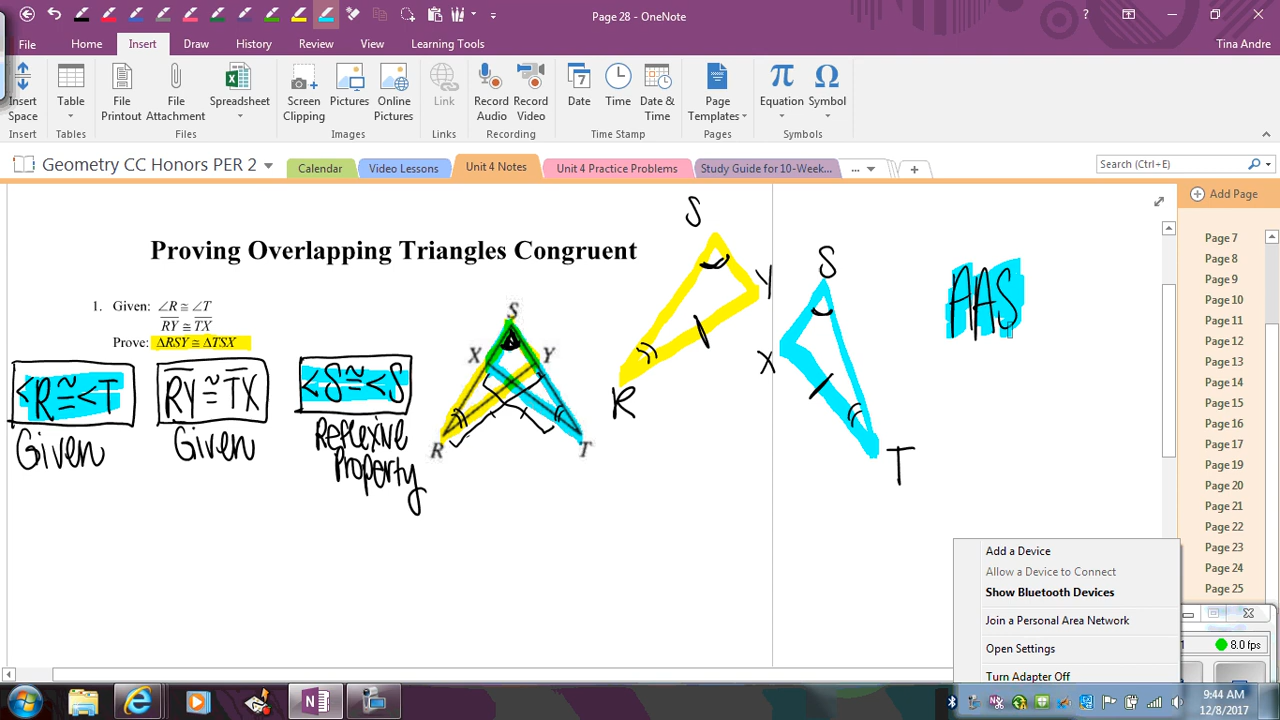 Page 28 - OneNote
?
Tina Andre
File
Home
Insert
Draw
History
Review
View
Learning Tools
Insert Space
Table
File Printout
File Attachment
Spreadsheet
Screen Clipping
Pictures
Online Pictures
Link
Record Audio
Record Video
Date
Time
Date & Time
Page Templates
π
Equation
Ω
Symbol
Insert
Tables
Files
Images
Links
Recording
Time Stamp
Pages
Symbols
Geometry CC Honors PER 2
Calendar
Video Lessons
Unit 4 Notes
Unit 4 Practice Problems
Study Guide for 10-Week...
...
Search (Ctrl+E)
Add Page
Page 7
Page 8
Page 9
Page 10
Page 11
Page 12
Page 13
Page 14
Page 15
Page 16
Page 17
Page 18
Page 19
Page 20
Page 21
Page 22
Page 23
Page 24
Page 25
Proving Overlapping Triangles Congruent
1. Given: ∠R ≅ ∠T
RY ≅ TX
Prove: ΔRSY ≅ ΔTSX
<R ≅ <T
Given
RY ≅ TX
Given
<S ≅ <S
Reflexive
Property
S
X
Y
R
T
S
Y
R
S
X
T
AAS
Add a Device
Allow a Device to Connect
Show Bluetooth Devices
Join a Personal Area Network
Open Settings
Turn Adapter Off
8.0 fps
9:44 AM
12/8/2017